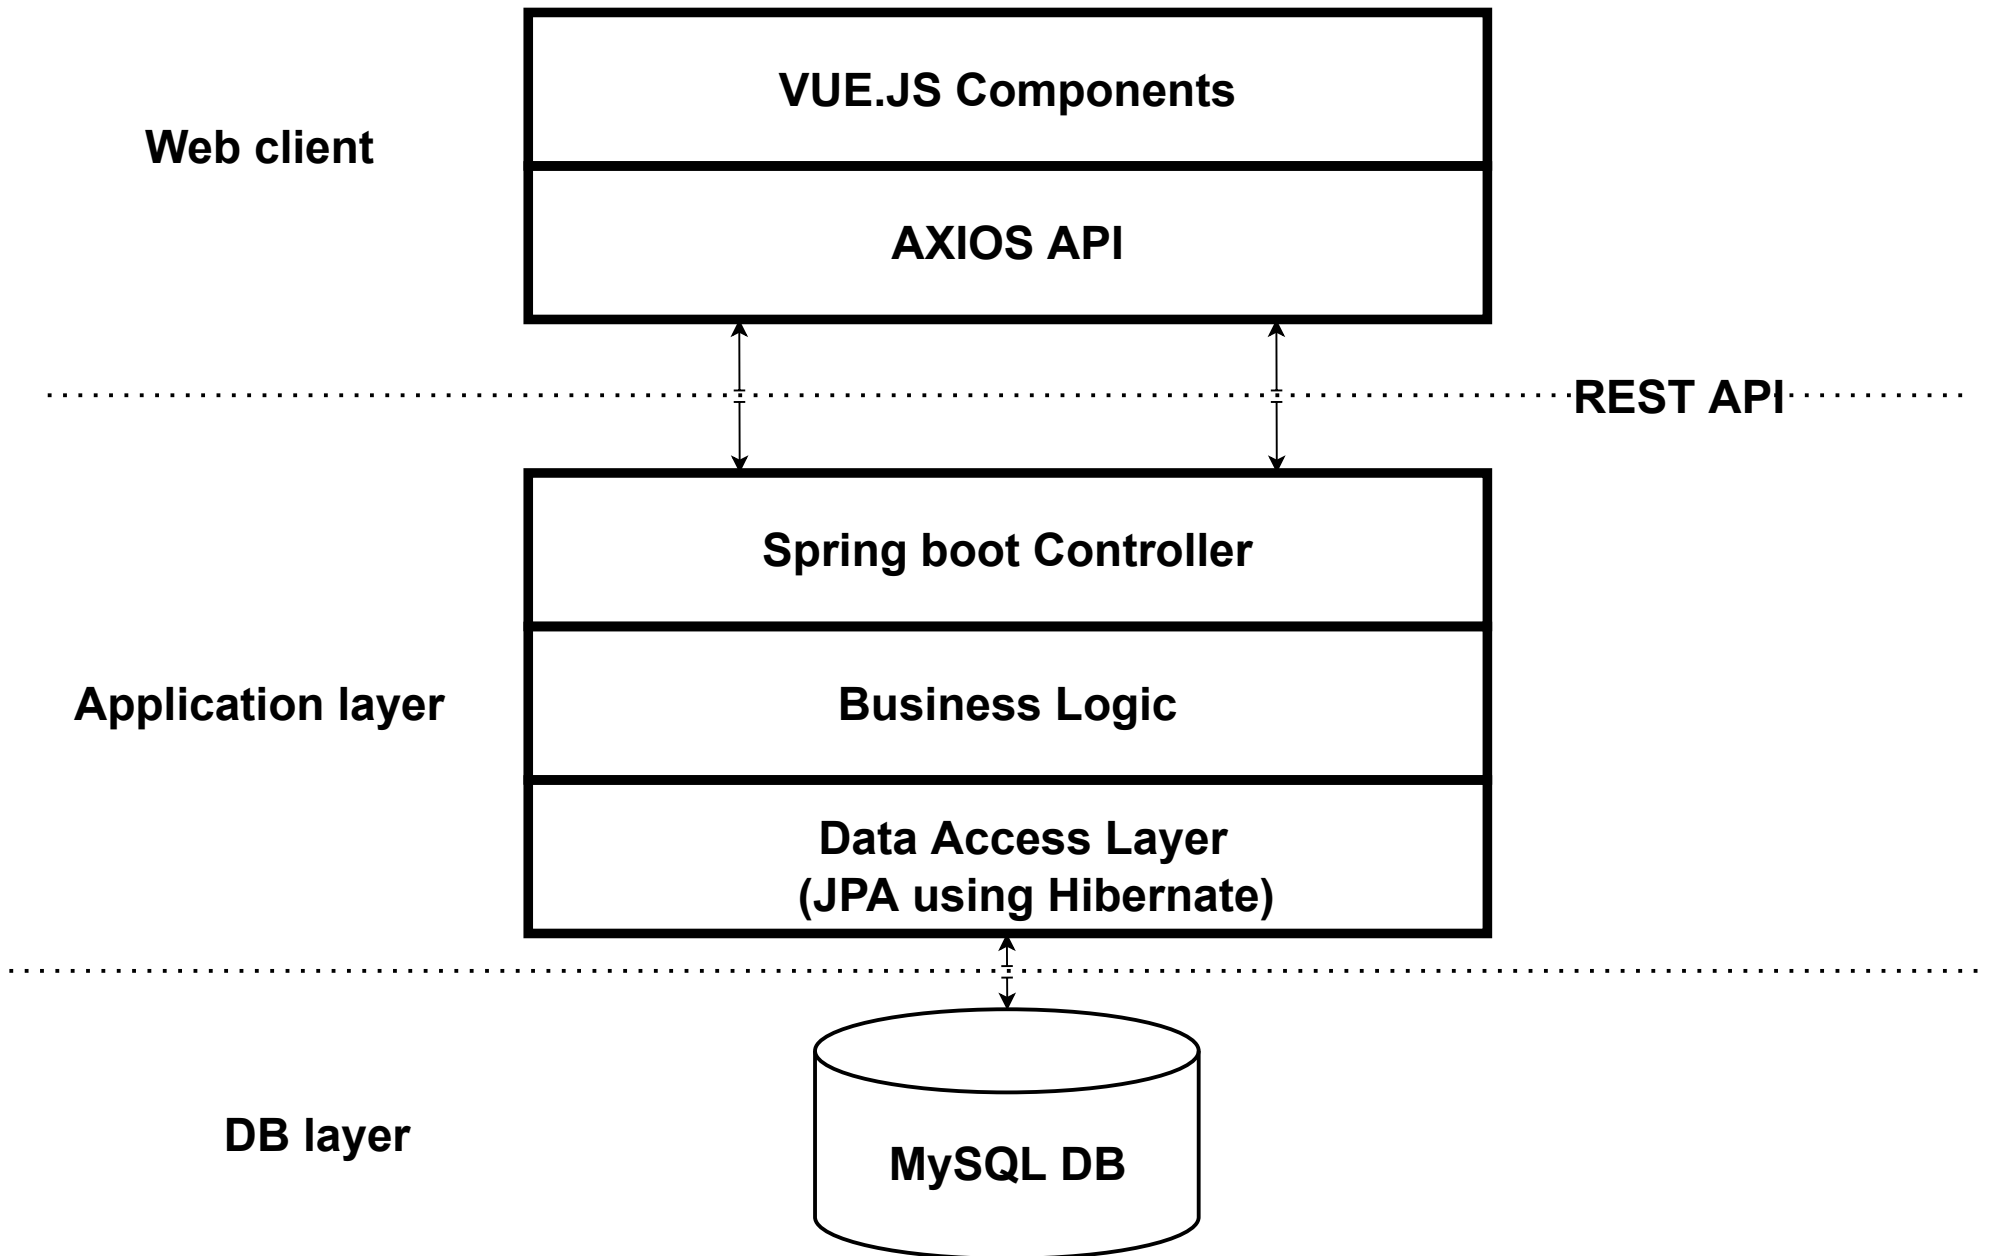 VUE.JS Components
Web client
AXIOS API
REST API
Spring boot Controller
Application layer
Business Logic
Data Access Layer
(JPA using Hibernate)
DB layer
MySQL DB